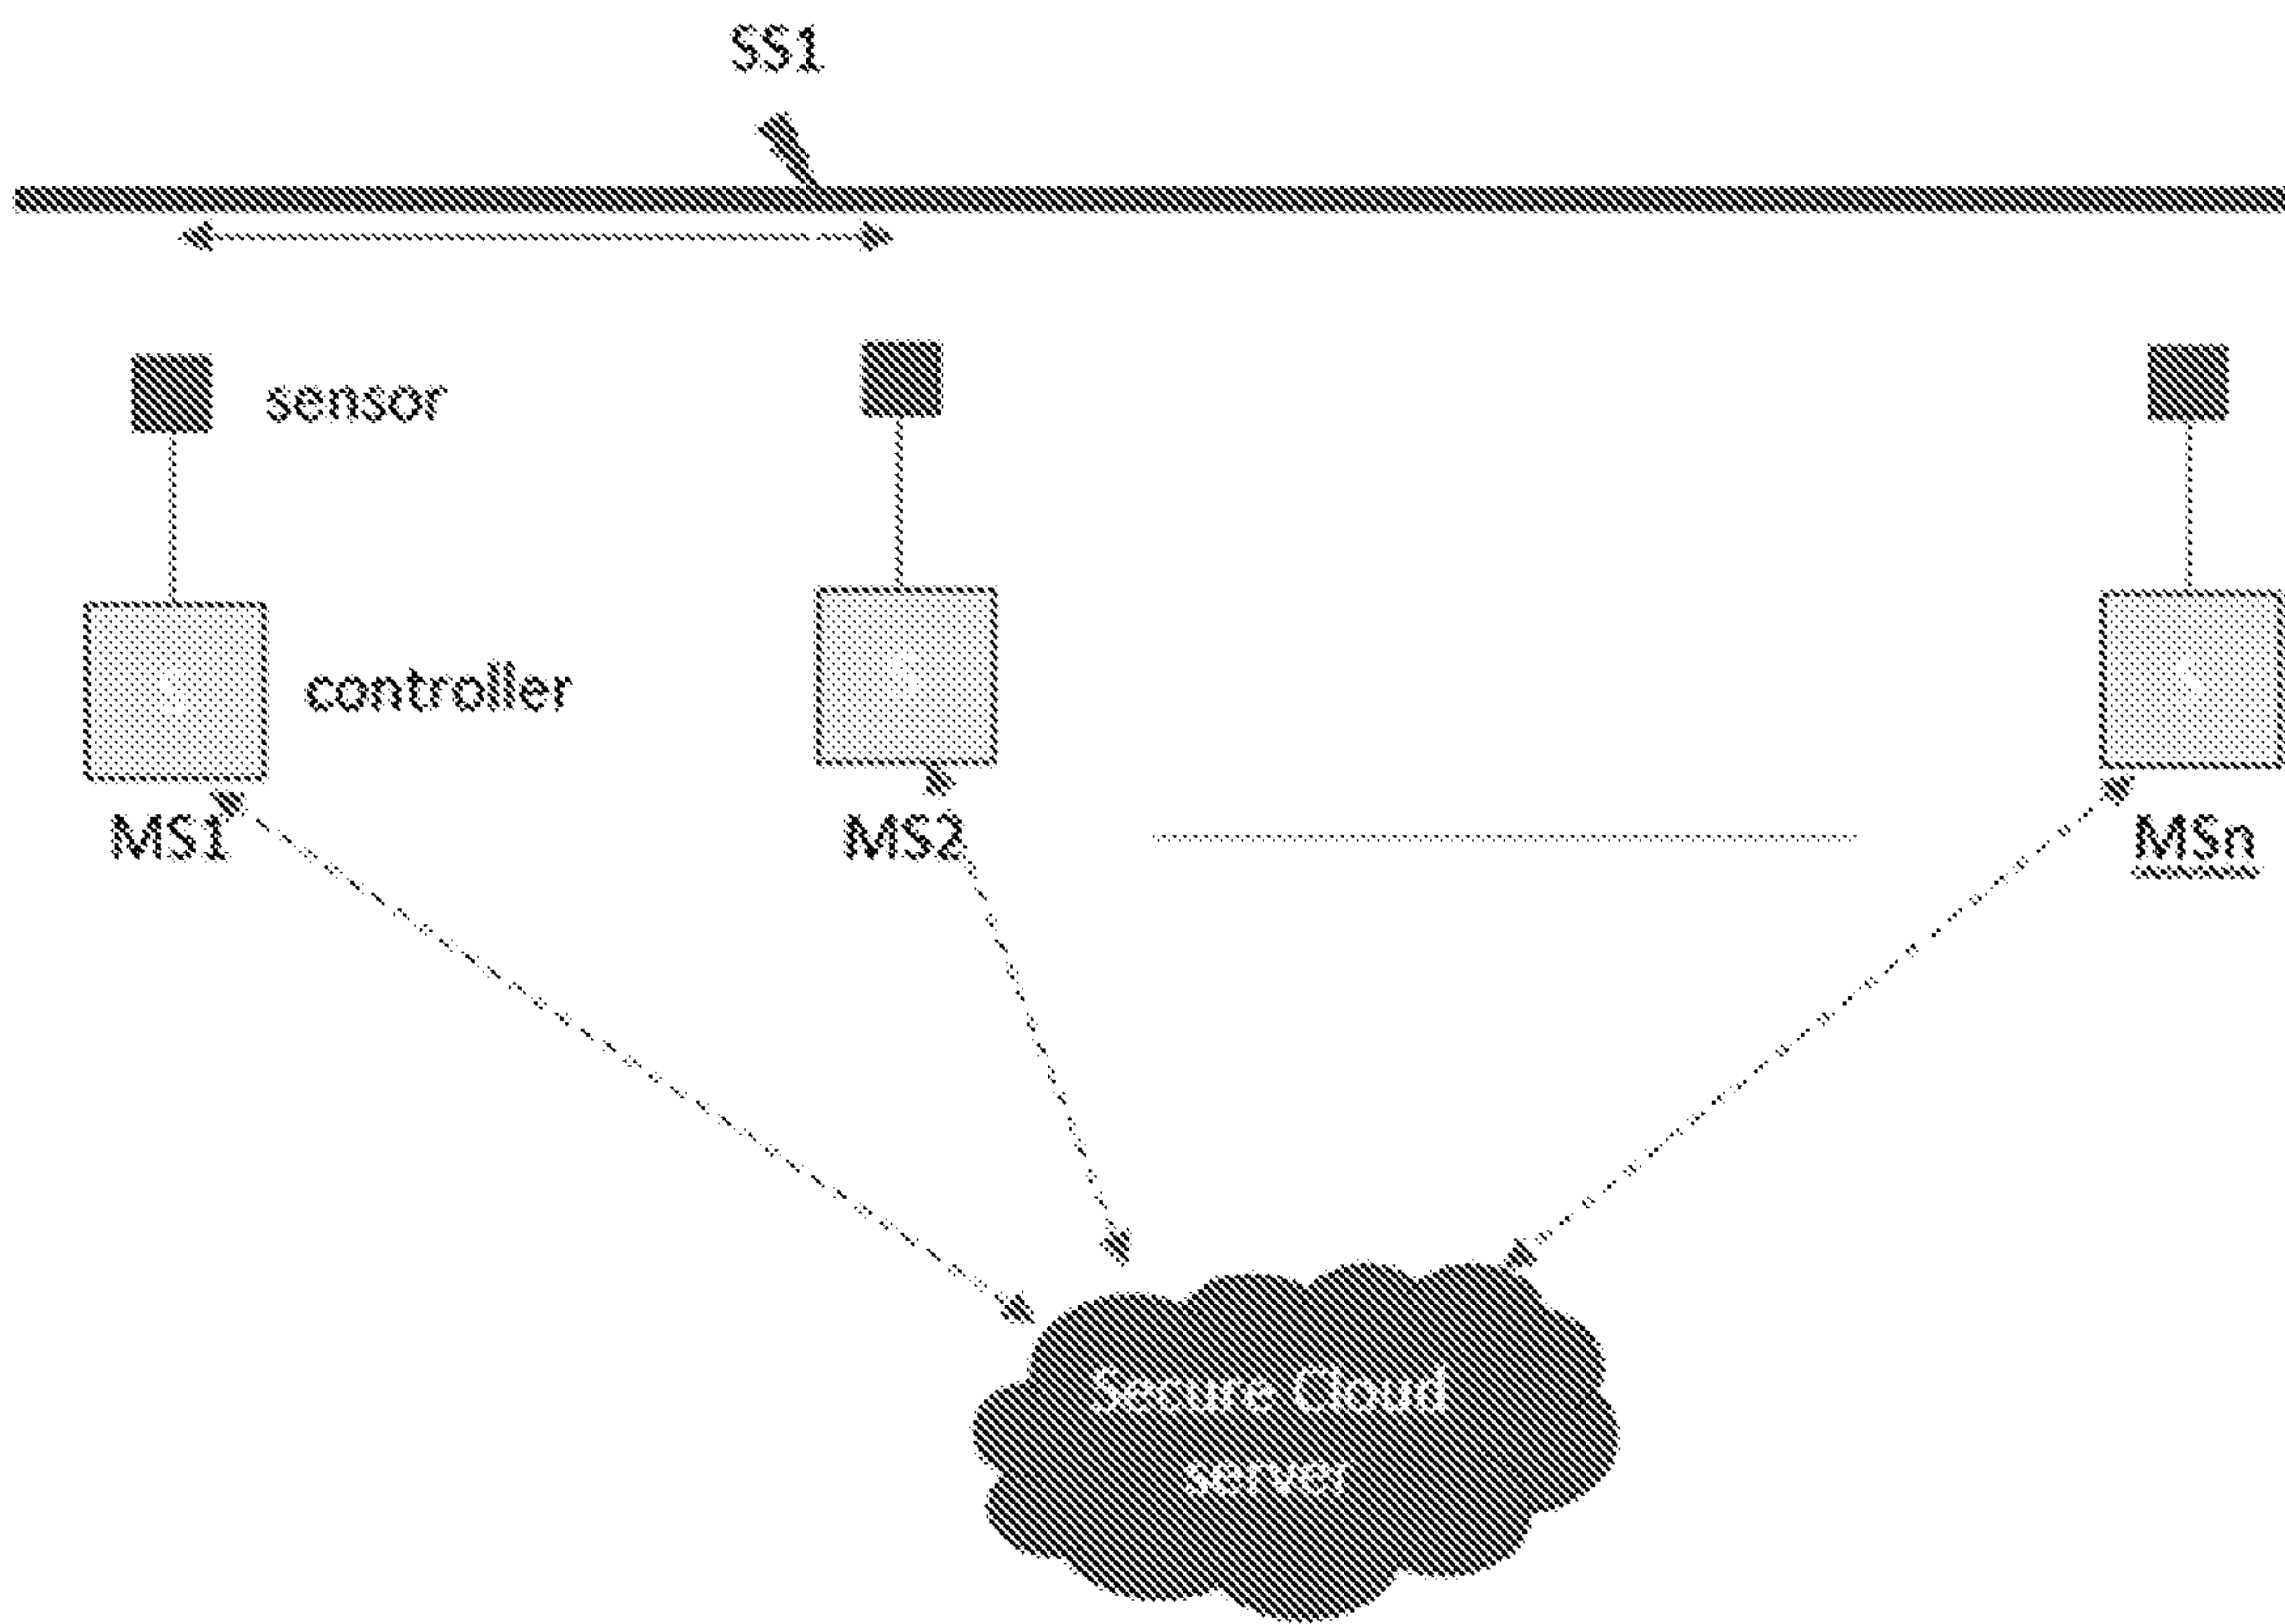 SS1
sensor
controller
MS1
MS2
MSn
Secure Cloud
server